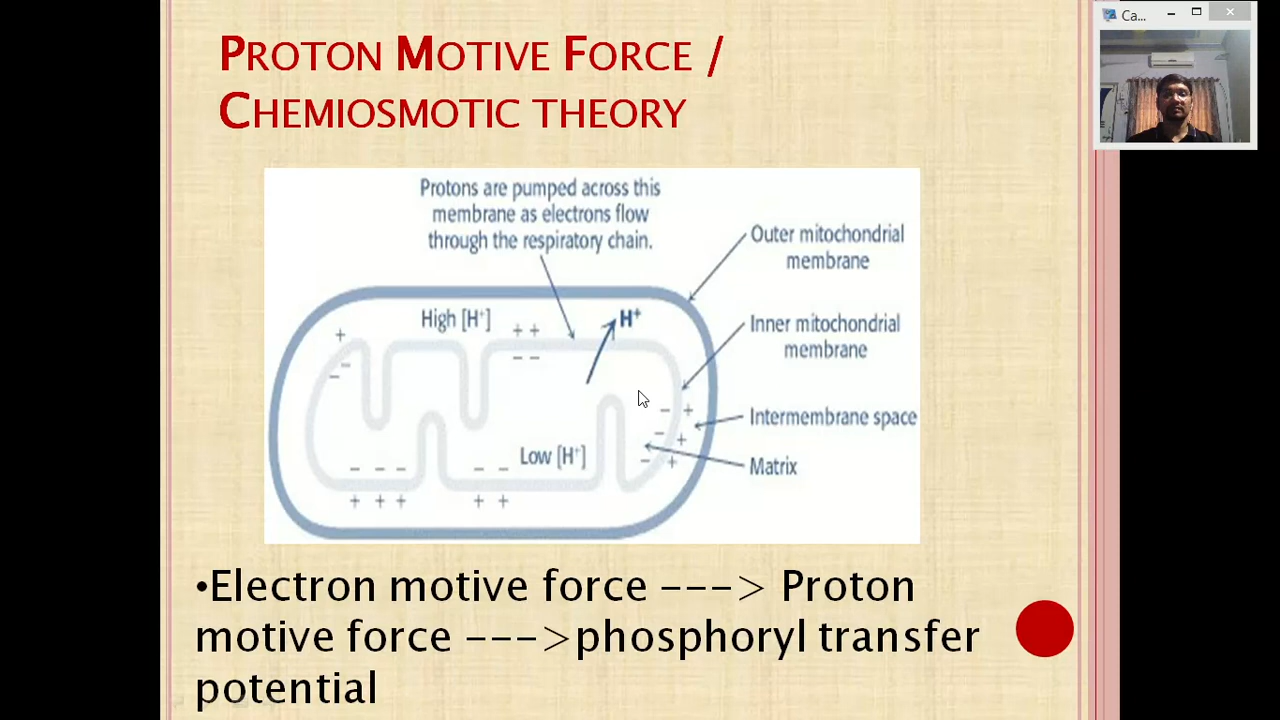 PROTON MOTIVE FORCE /
CHEMIOSMOTIC THEORY
Ca...
Protons are pumped across this
membrane as electrons flow
through the respiratory chain.
Outer mitochondrial
membrane
High [H⁺]
+ +
H⁺
+
− −
−
−
Inner mitochondrial
membrane
− +
Intermembrane space
− +
Low [H⁺]
− +
Matrix
− − − − −
+ + + + +
•Electron motive force ---> Proton
motive force --->phosphoryl transfer
potential